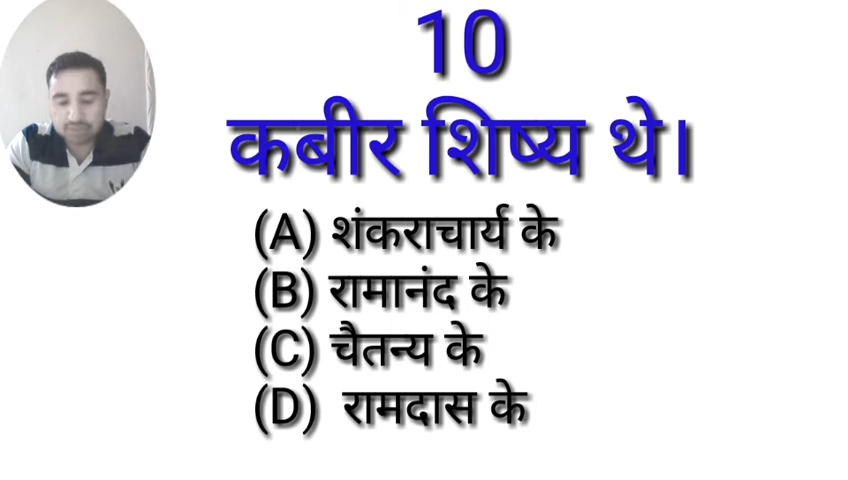 10
कबीर शिष्य थे।
(A) शंकराचार्य के
(B) रामानंद के
(C) चैतन्य के
(D) रामदास के